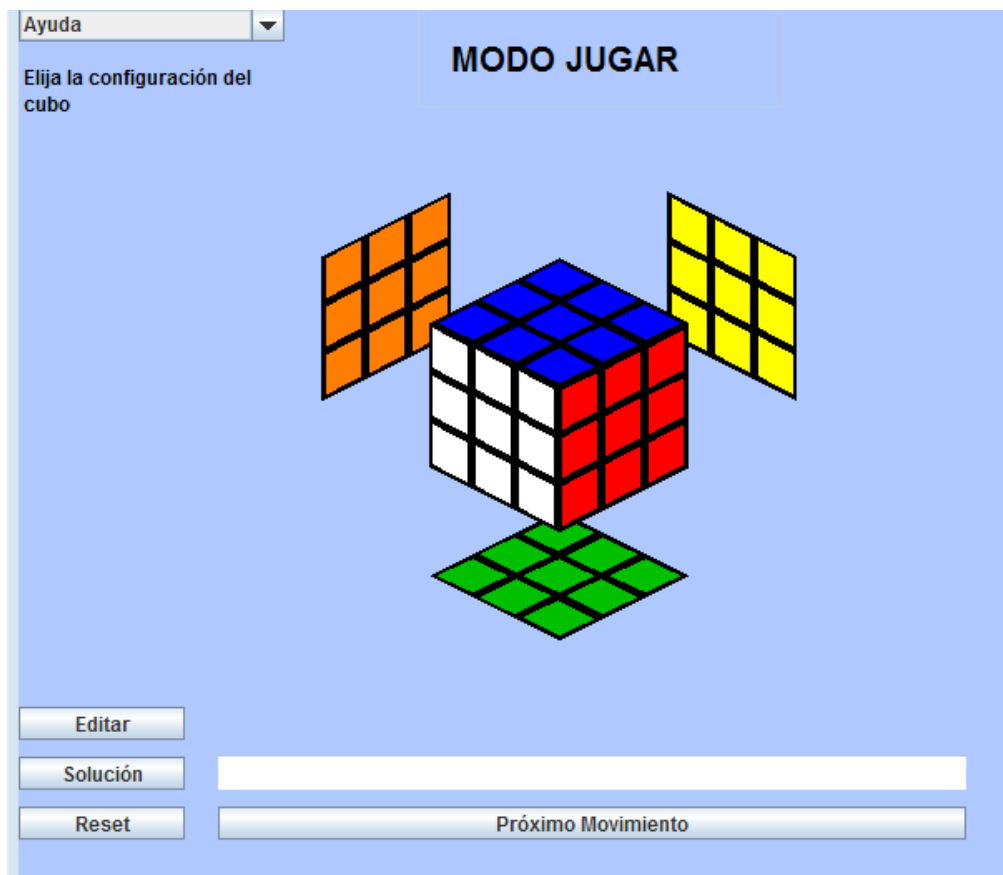 Ayuda
MODO JUGAR
Elija la configuración del
cubo
Editar
Solución
Reset
Próximo Movimiento